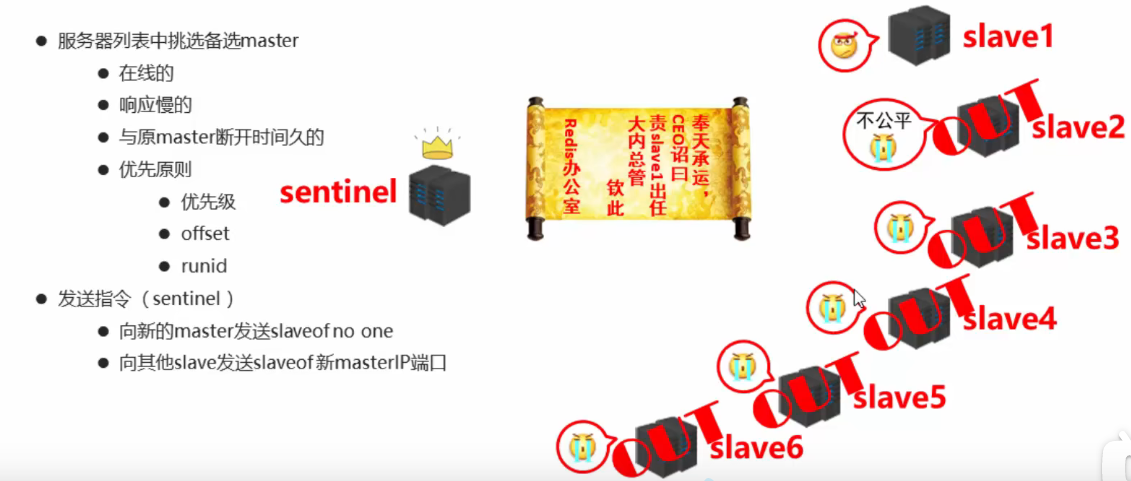 服务器列表中挑选备选master
在线的
响应慢的
与原master断开时间久的
优先原则
优先级
offset
runid
发送指令（sentinel）
向新的master发送slaveof no one
向其他slave发送slaveof 新masterIP端口
sentinel
奉天承运，
CEO诏曰
责slave1出任
大内总管
钦此
Redis办公室
slave1
不公平
OUT
slave2
OUT
slave3
OUT
slave4
OUT
slave5
OUT
slave6